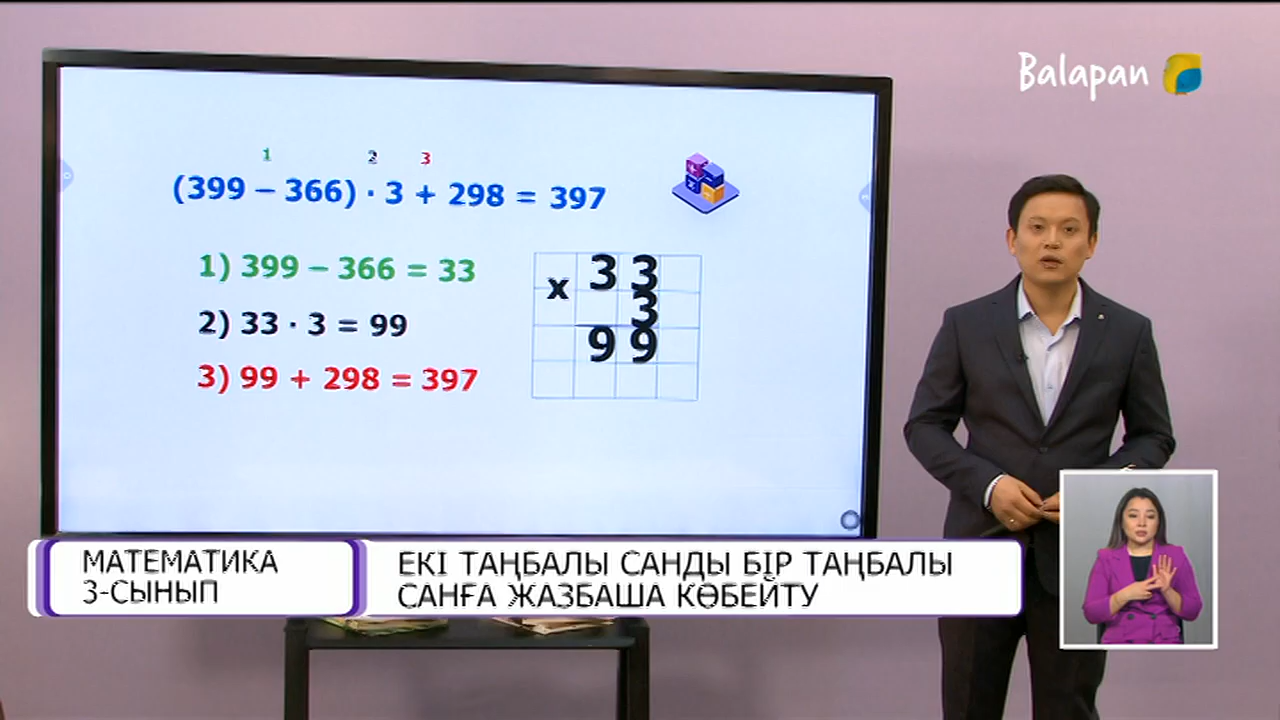 Balapan
1 2 3
(399 – 366) · 3 + 298 = 397
1) 399 – 366 = 33
2) 33 · 3 = 99
3) 99 + 298 = 397
x 33
3
99
МАТЕМАТИКА
3-СЫНЫП
ЕКІ ТАҢБАЛЫ САНДЫ БІР ТАҢБАЛЫ
САНҒА ЖАЗБАША КӨБЕЙТУ